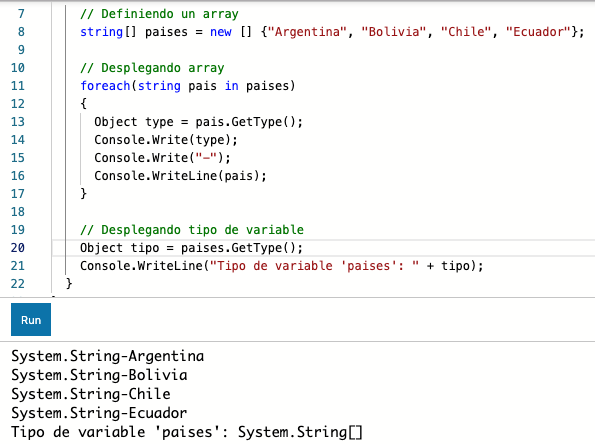 7 // Definiendo un array
8 string[] paises = new [] {"Argentina", "Bolivia", "Chile", "Ecuador"};
9
10 // Desplegando array
11 foreach(string pais in paises)
12 {
13 Object type = pais.GetType();
14 Console.Write(type);
15 Console.Write("-");
16 Console.WriteLine(pais);
17 }
18
19 // Desplegando tipo de variable
20 Object tipo = paises.GetType();
21 Console.WriteLine("Tipo de variable 'paises': " + tipo);
22 }
Run
System.String-Argentina
System.String-Bolivia
System.String-Chile
System.String-Ecuador
Tipo de variable 'paises': System.String[]